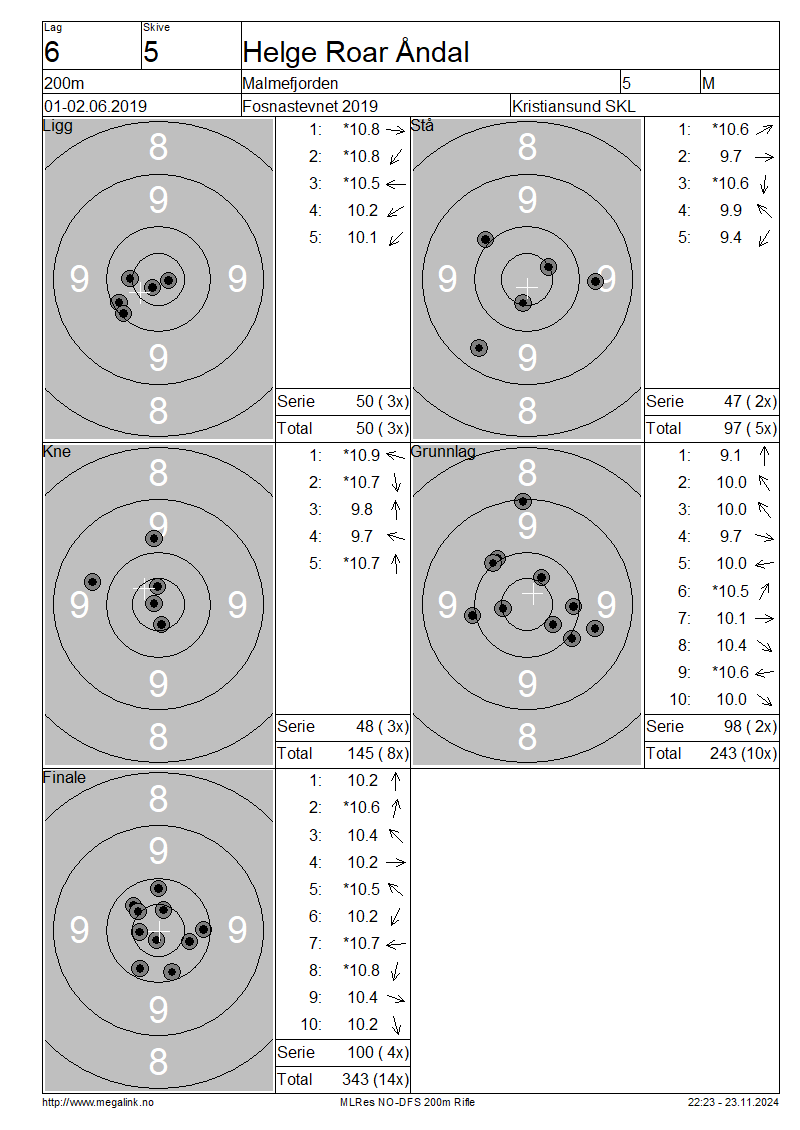 Lag
Skive
6
5
Helge Roar Åndal
200m
Malmefjorden
5
M
01-02.06.2019
Fosnastevnet 2019
Kristiansund SKL
Ligg
8
9
9
9
9
8
1: *10.8
2: *10.8
3: *10.5
4: 10.2
5: 10.1
Serie 50 ( 3x)
Total 50 ( 3x)
Stå
8
9
9
9
9
8
1: *10.6
2: 9.7
3: *10.6
4: 9.9
5: 9.4
Serie 47 ( 2x)
Total 97 ( 5x)
Kne
8
9
9
9
9
8
1: *10.9
2: *10.7
3: 9.8
4: 9.7
5: *10.7
Serie 48 ( 3x)
Total 145 ( 8x)
Grunnlag
8
9
9
9
9
8
1: 9.1
2: 10.0
3: 10.0
4: 9.7
5: 10.0
6: *10.5
7: 10.1
8: 10.4
9: *10.6
10: 10.0
Serie 98 ( 2x)
Total 243 (10x)
Finale
8
9
9
9
9
8
1: 10.2
2: *10.6
3: 10.4
4: 10.2
5: *10.5
6: 10.2
7: *10.7
8: *10.8
9: 10.4
10: 10.2
Serie 100 ( 4x)
Total 343 (14x)
http://www.megalink.no
MLRes NO-DFS 200m Rifle
22:23 - 23.11.2024